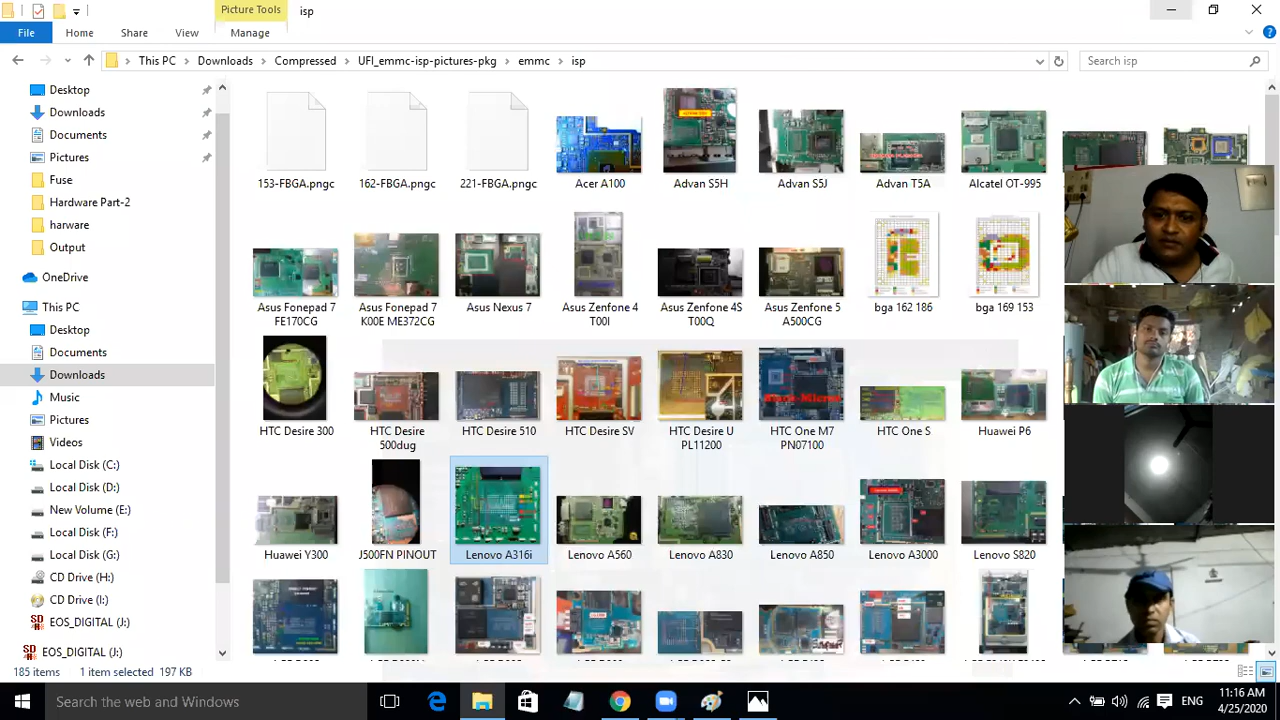 Picture Tools
isp
File
Home
Share
View
Manage
This PC
Downloads
Compressed
UFI_emmc-isp-pictures-pkg
emmc
isp
Search isp
Desktop
Downloads
Documents
Pictures
Fuse
Hardware Part-2
harware
Output
OneDrive
This PC
Desktop
Documents
Downloads
Music
Pictures
Videos
Local Disk (C:)
Local Disk (D:)
New Volume (E:)
Local Disk (F:)
Local Disk (G:)
CD Drive (H:)
CD Drive (I:)
EOS_DIGITAL (J:)
EOS_DIGITAL (J:)
153-FBGA.pngc
162-FBGA.pngc
221-FBGA.pngc
Acer A100
Advan S5H
Advan S5J
Advan T5A
Alcatel OT-995
Asus Fonepad 7 FE170CG
Asus Fonepad 7 K00E ME372CG
Asus Nexus 7
Asus Zenfone 4 T00I
Asus Zenfone 4S T00Q
Asus Zenfone 5 A500CG
bga 162 186
bga 169 153
HTC Desire 300
HTC Desire 500dug
HTC Desire 510
HTC Desire SV
HTC Desire U PL11200
HTC One M7 PN07100
HTC One S
Huawei P6
Huawei Y300
J500FN PINOUT
Lenovo A316i
Lenovo A560
Lenovo A830
Lenovo A850
Lenovo A3000
Lenovo S820
185 items
1 item selected
197 KB
Search the web and Windows
ENG
11:16 AM
4/25/2020